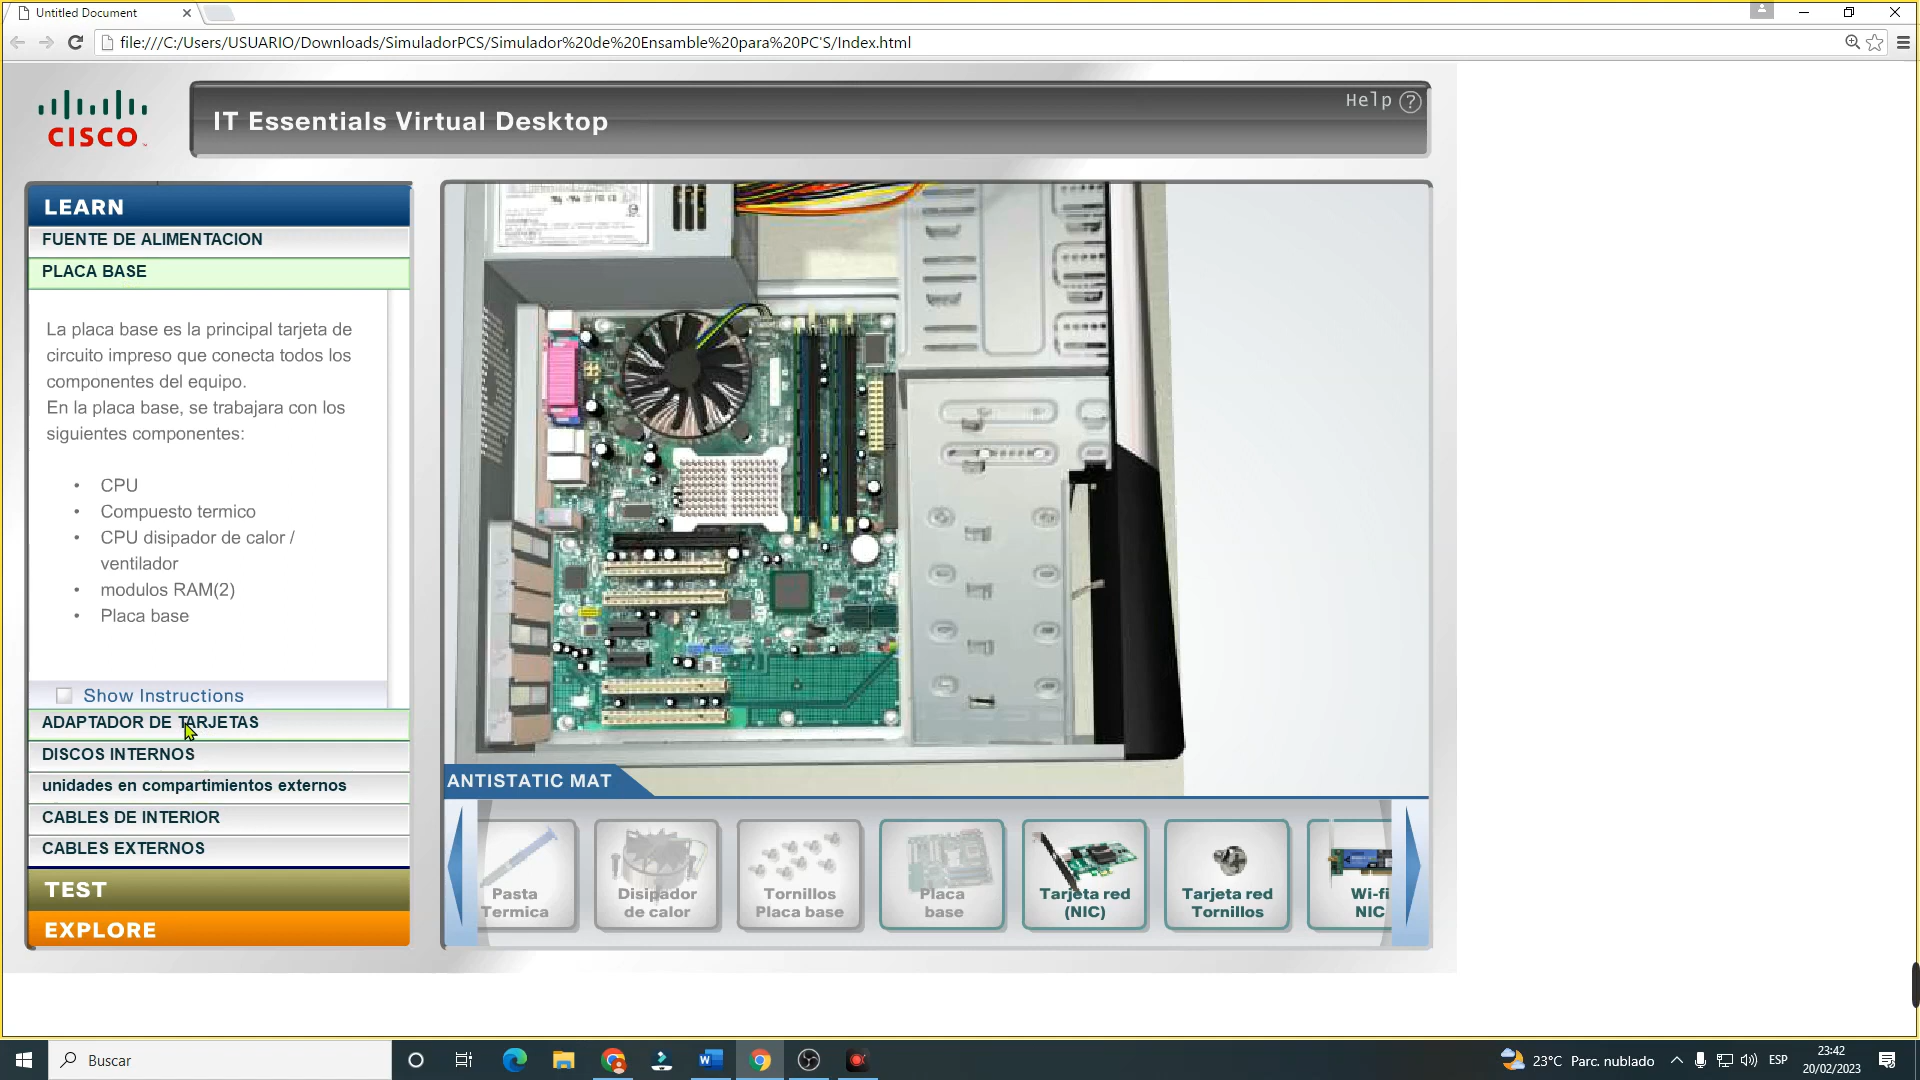 Untitled Document
file:///C:/Users/USUARIO/Downloads/SimuladorPCS/Simulador%20de%20Ensamble%20para%20PC'S/Index.html
CISCO
IT Essentials Virtual Desktop
Help ?
LEARN
FUENTE DE ALIMENTACION
PLACA BASE
La placa base es la principal tarjeta de
circuito impreso que conecta todos los
componentes del equipo.
En la placa base, se trabajara con los
siguientes componentes:
• CPU
• Compuesto termico
• CPU disipador de calor /
ventilador
• modulos RAM(2)
• Placa base
Show Instructions
ADAPTADOR DE TARJETAS
DISCOS INTERNOS
unidades en compartimientos externos
CABLES DE INTERIOR
CABLES EXTERNOS
TEST
EXPLORE
ANTISTATIC MAT
Pasta
Termica
Disipador
de calor
Tornillos
Placa base
Placa
base
Tarjeta red
(NIC)
Tarjeta red
Tornillos
Wi-fi
NIC
Buscar
23°C Parc. nublado
ESP
23:42
20/02/2023